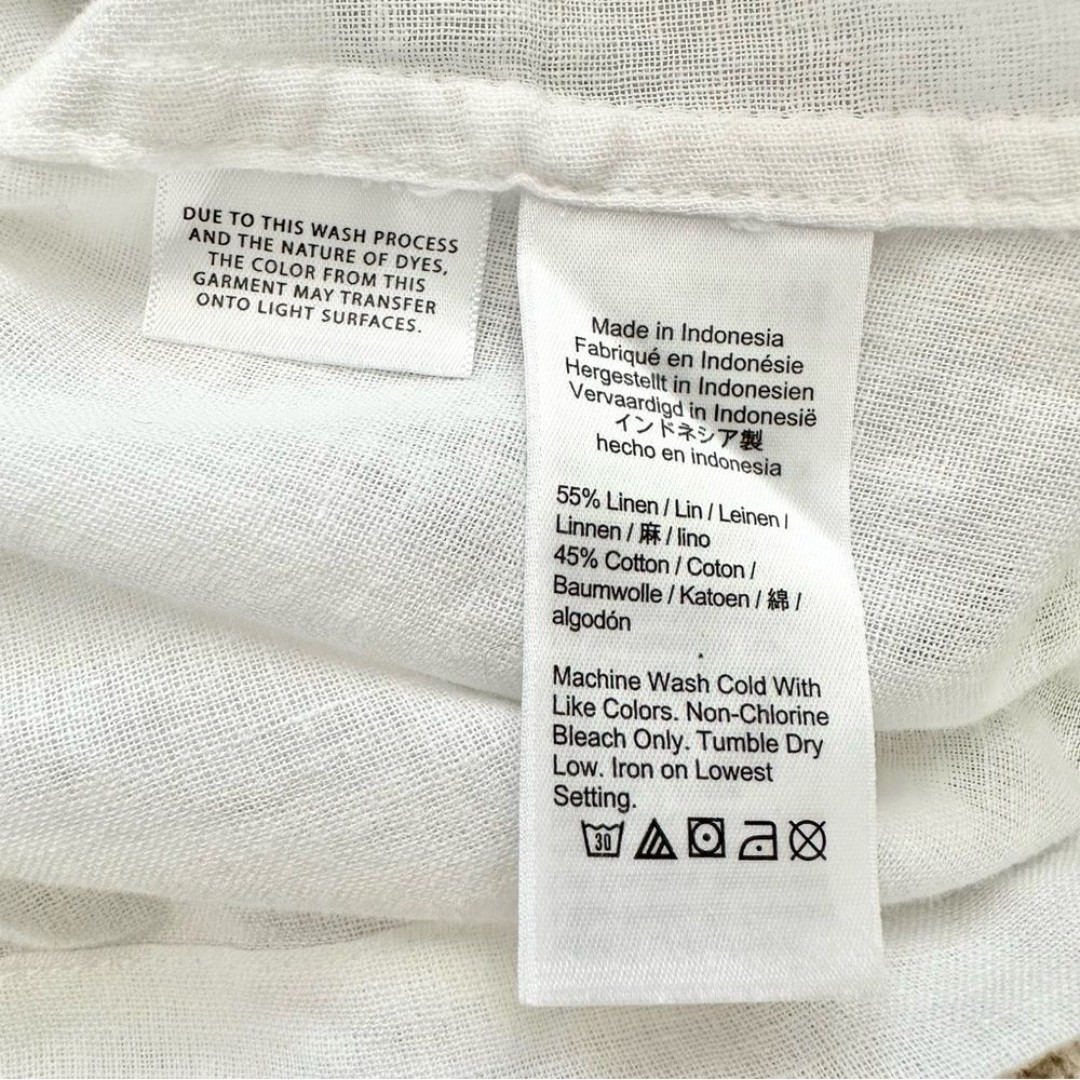 DUE TO THIS WASH PROCESS
AND THE NATURE OF DYES,
THE COLOR FROM THIS
GARMENT MAY TRANSFER
ONTO LIGHT SURFACES.
Made in Indonesia
Fabriqué en Indonésie
Hergestellt in Indonesien
Vervaardigd in Indonesië
インドネシア製
hecho en indonesia
55% Linen / Lin / Leinen /
Linnen / 麻 / lino
45% Cotton / Coton /
Baumwolle / Katoen / 綿 /
algodón
Machine Wash Cold With
Like Colors. Non-Chlorine
Bleach Only. Tumble Dry
Low. Iron on Lowest
Setting.
30